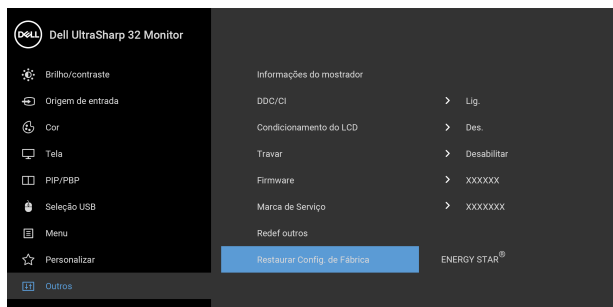 DELL Dell UltraSharp 32 Monitor
Brilho/contraste Informações do mostrador
Origem de entrada DDC/CI Lig.
Cor Condicionamento do LCD Des.
Tela Travar Desabilitar
PIP/PBP Firmware XXXXXX
Seleção USB Marca de Serviço XXXXXXX
Menu Redef outros
Personalizar Restaurar Config. de Fábrica ENERGY STAR®
Outros